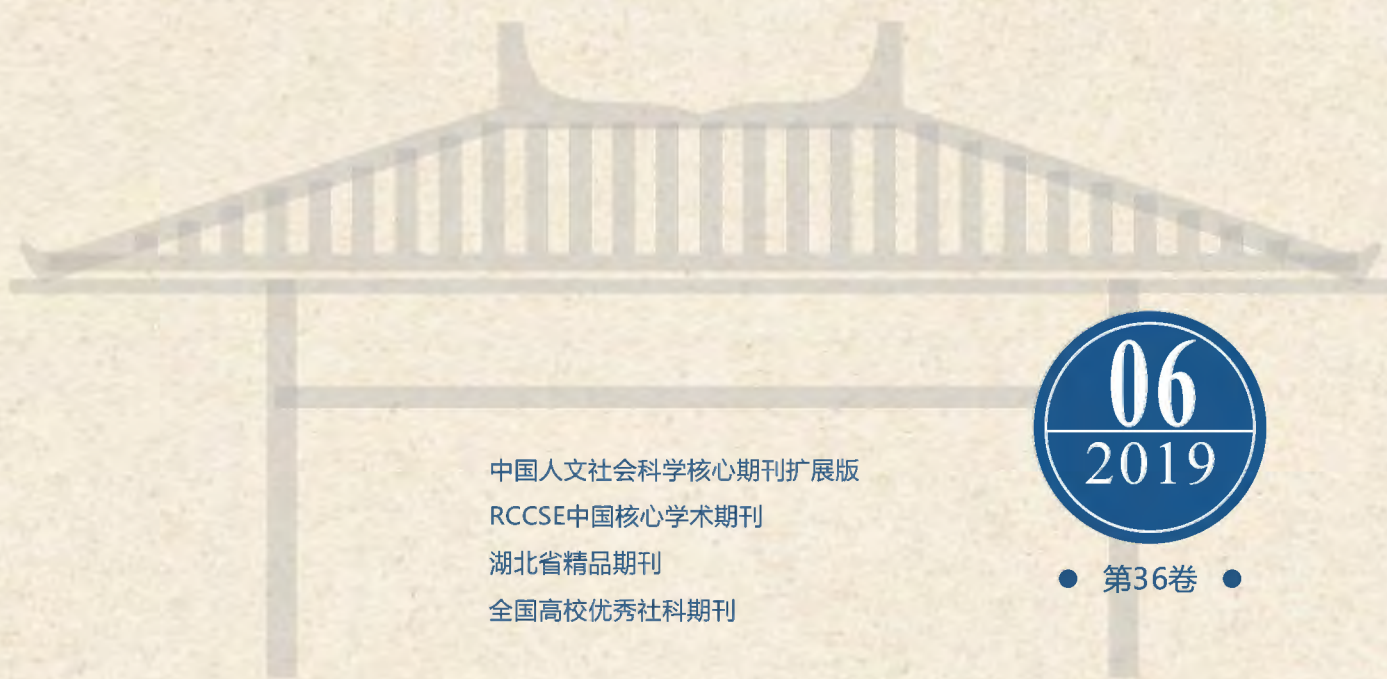 06
2019
第36卷
中国人文社会科学核心期刊扩展版
RCCSE中国核心学术期刊
湖北省精品期刊
全国高校优秀社科期刊